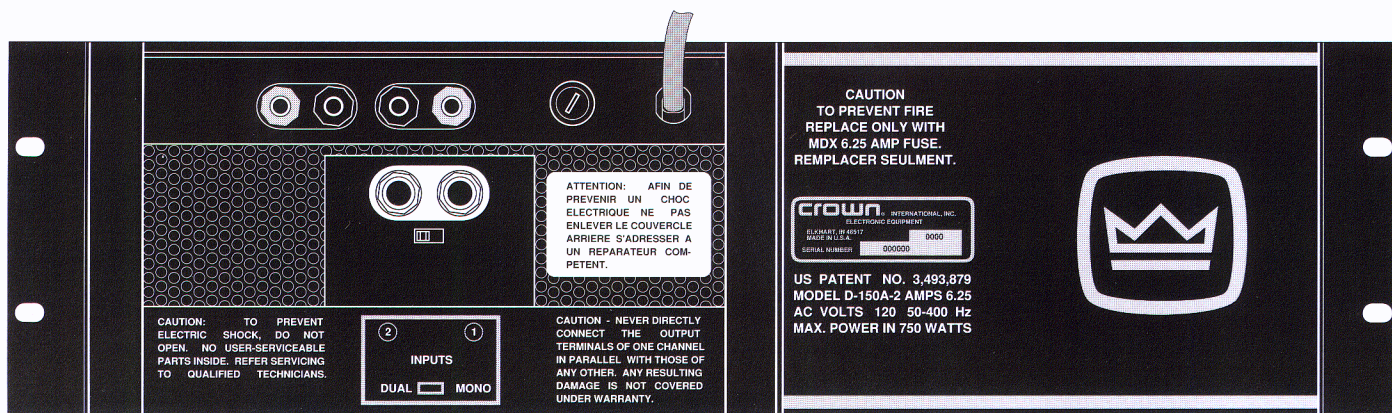 ATTENTION: AFIN DE
PREVENIR UN CHOC
ELECTRIQUE NE PAS
ENLEVER LE COUVERCLE
ARRIERE S'ADRESSER A
UN REPARATEUR COM-
PETENT.
CAUTION: TO PREVENT
ELECTRIC SHOCK, DO NOT
OPEN. NO USER-SERVICEABLE
PARTS INSIDE. REFER SERVICING
TO QUALIFIED TECHNICIANS.
2 1
INPUTS
DUAL MONO
CAUTION - NEVER DIRECTLY
CONNECT THE OUTPUT
TERMINALS OF ONE CHANNEL
IN PARALLEL WITH THOSE OF
ANY OTHER. ANY RESULTING
DAMAGE IS NOT COVERED
UNDER WARRANTY.
CAUTION
TO PREVENT FIRE
REPLACE ONLY WITH
MDX 6.25 AMP FUSE.
REMPLACER SEULMENT.
crown® INTERNATIONAL, INC.
ELECTRONIC EQUIPMENT
ELKHART, IN 46517
MADE IN U.S.A. 0000
SERIAL NUMBER 000000
US PATENT NO. 3,493,879
MODEL D-150A-2 AMPS 6.25
AC VOLTS 120 50-400 Hz
MAX. POWER IN 750 WATTS